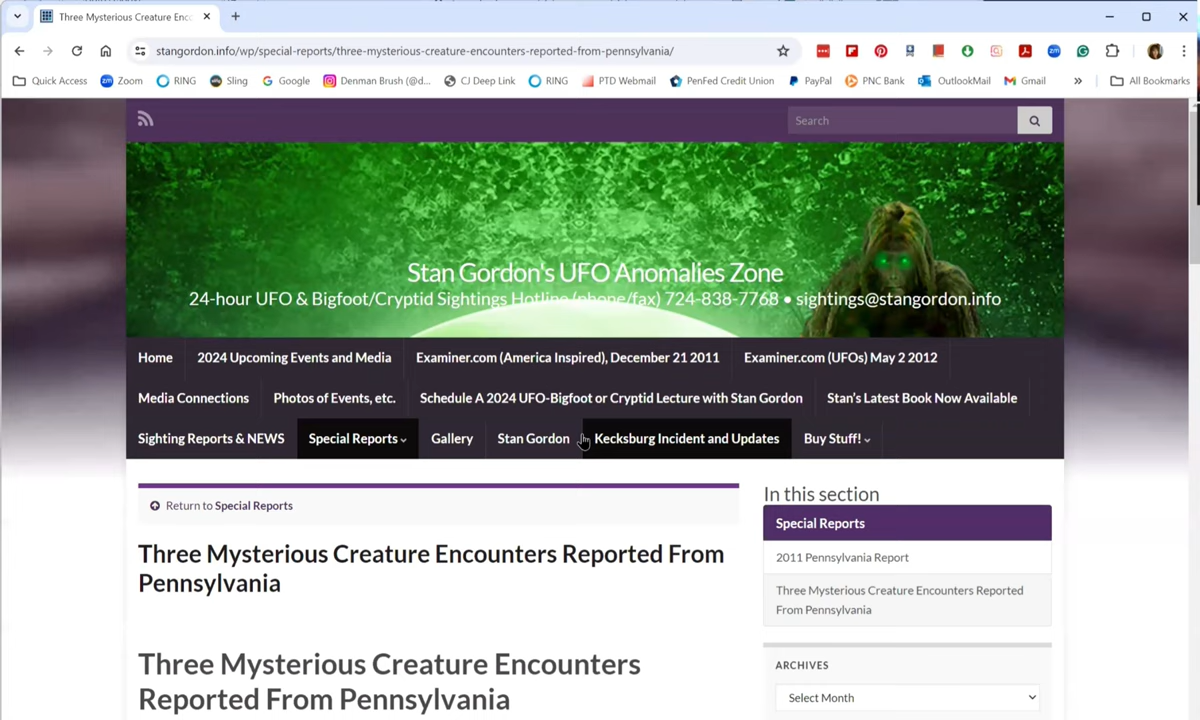 Three Mysterious Creature Enc
stangordon.info/wp/special-reports/three-mysterious-creature-encounters-reported-from-pennsylvania/
Quick Access Zoom RING Sling Google Denman Brush (@d... CJ Deep Link RING PTD Webmail PenFed Credit Union PayPal PNC Bank OutlookMail Gmail » All Bookmarks
Search
Stan Gordon's UFO Anomalies Zone
24-hour UFO & Bigfoot/Cryptid Sightings Hotline (phone/fax) 724-838-7768 • sightings@stangordon.info
Home 2024 Upcoming Events and Media Examiner.com (America Inspired), December 21 2011 Examiner.com (UFOs) May 2 2012
Media Connections Photos of Events, etc. Schedule A 2024 UFO-Bigfoot or Cryptid Lecture with Stan Gordon Stan's Latest Book Now Available
Sighting Reports & NEWS Special Reports Gallery Stan Gordon Kecksburg Incident and Updates Buy Stuff!
Return to Special Reports
Three Mysterious Creature Encounters Reported From
Pennsylvania
Three Mysterious Creature Encounters
Reported From Pennsylvania
In this section
Special Reports
2011 Pennsylvania Report
Three Mysterious Creature Encounters Reported
From Pennsylvania
ARCHIVES
Select Month